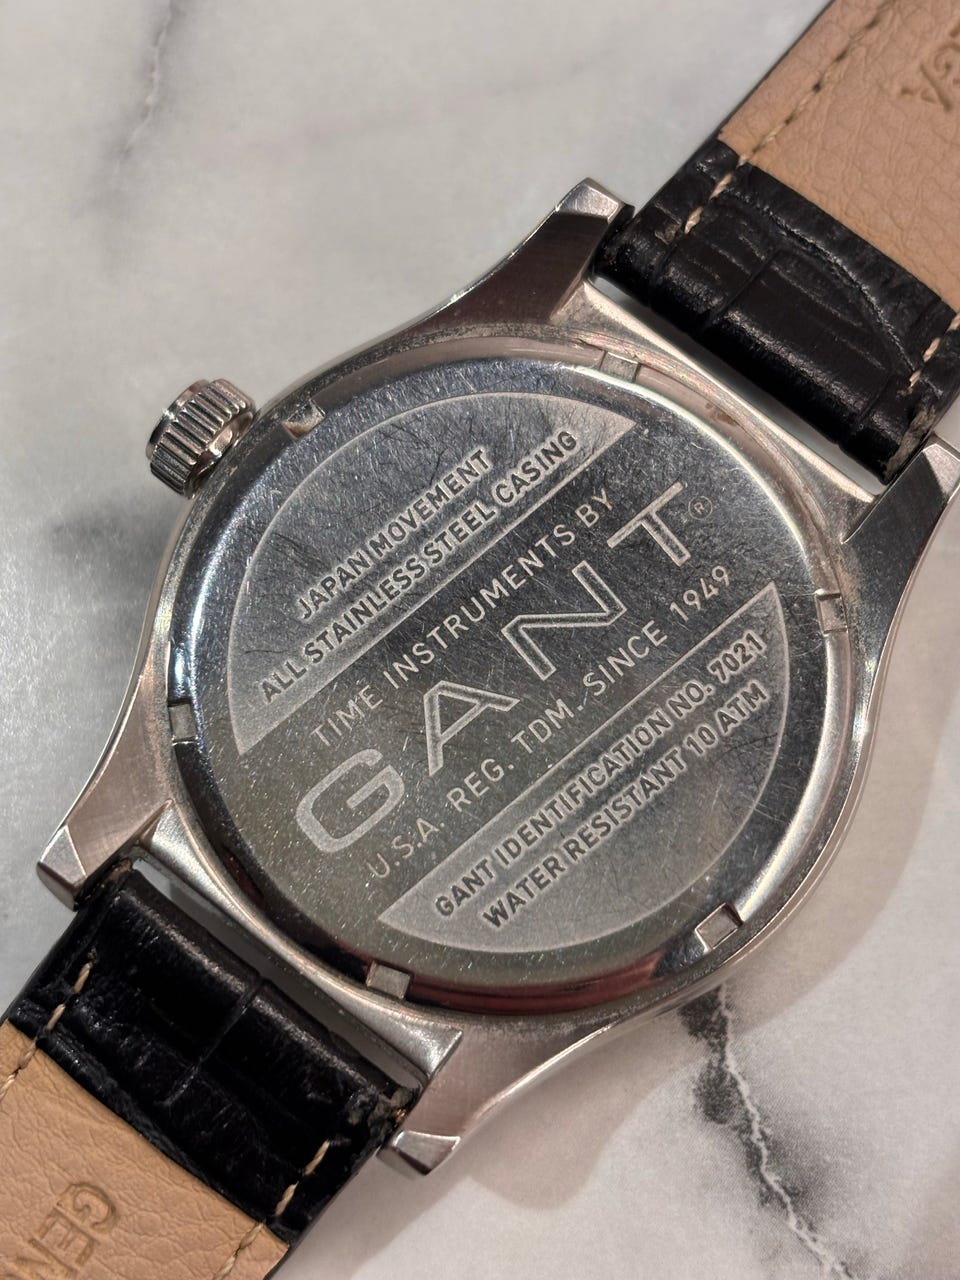 JAPAN MOVEMENT
ALL STAINLESS STEEL CASING
TIME INSTRUMENTS BY
GANT®
U.S.A. REG. TDM. SINCE 1949
GANT IDENTIFICATION NO. 7021
WATER RESISTANT 10 ATM
GEN